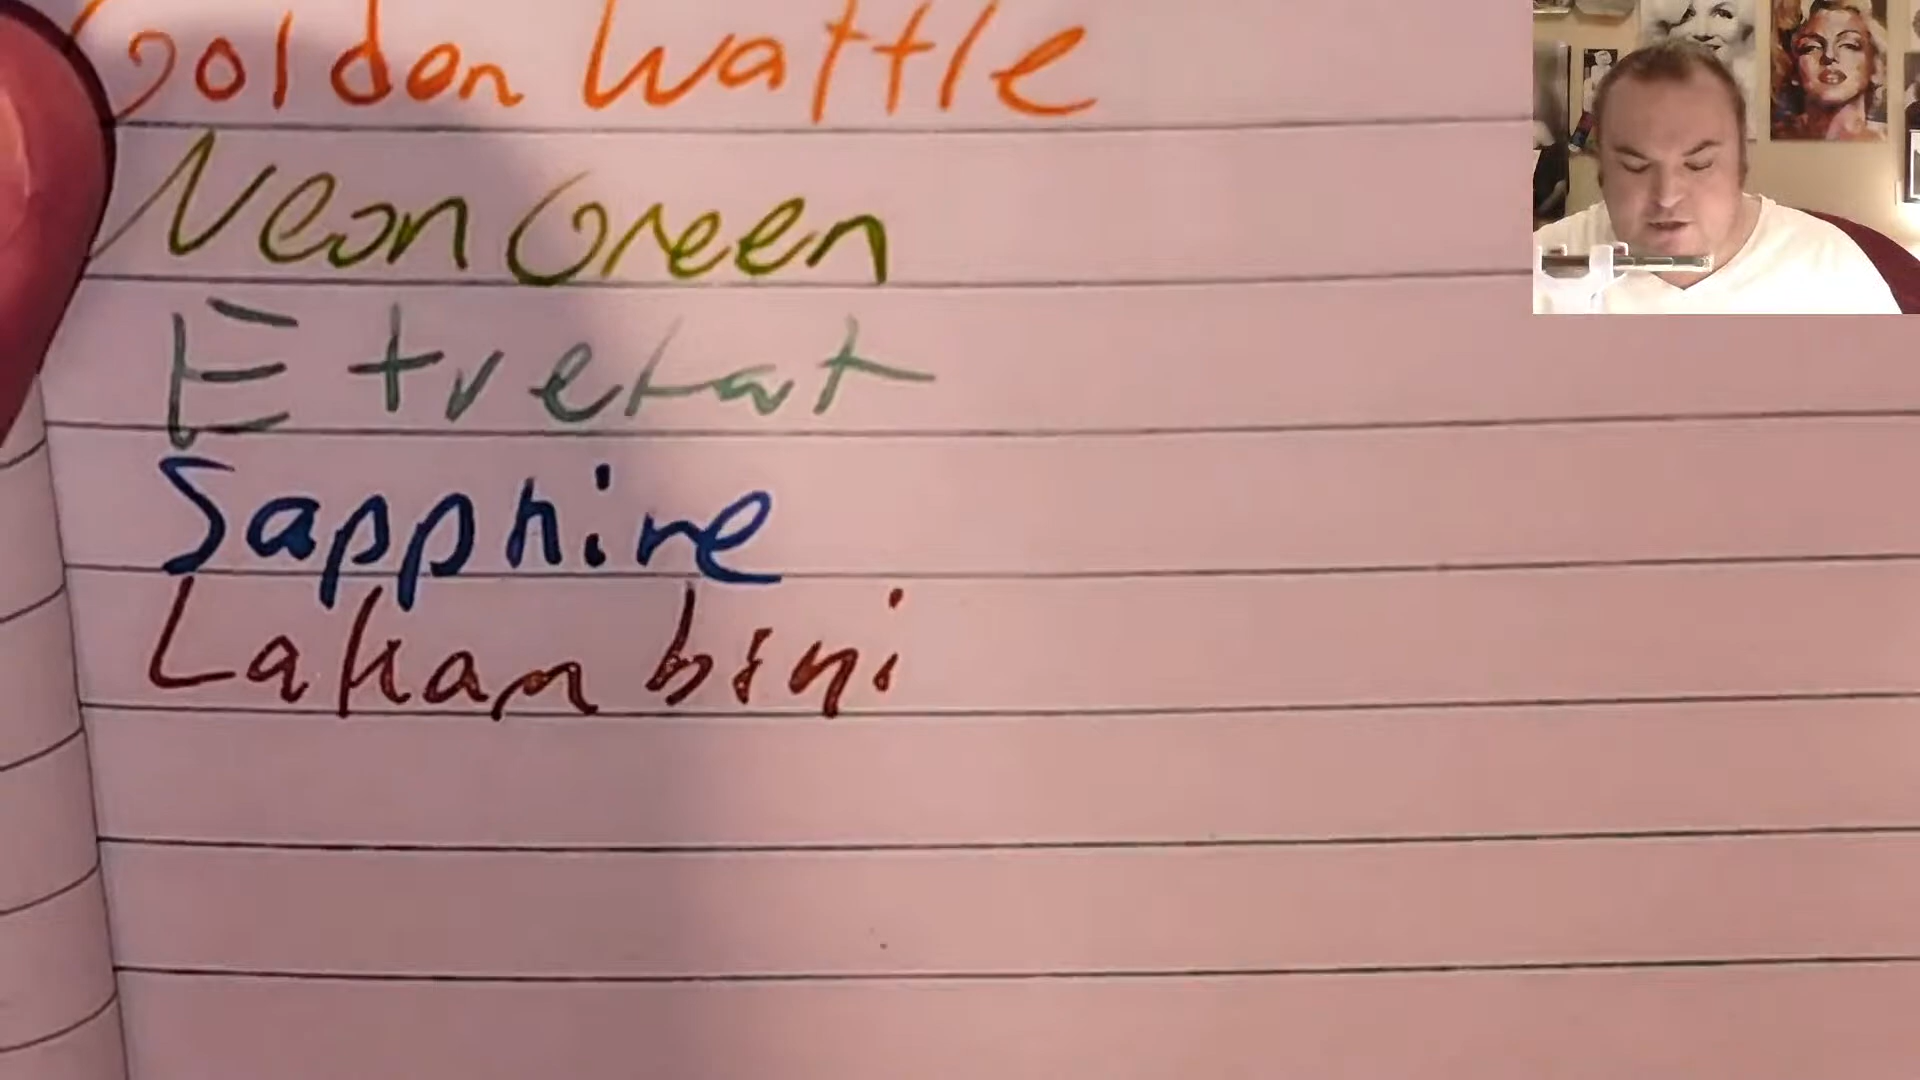 Golden Wattle
Neon Green
Etretat
Sapphire
Lakambini